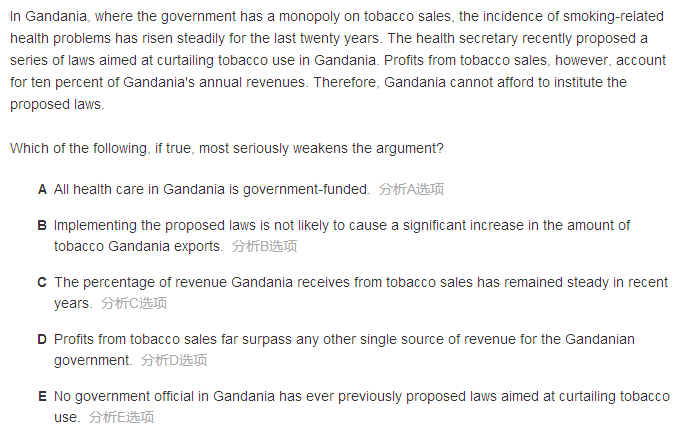 In Gandania, where the government has a monopoly on tobacco sales, the incidence of smoking-related
health problems has risen steadily for the last twenty years. The health secretary recently proposed a
series of laws aimed at curtailing tobacco use in Gandania. Profits from tobacco sales, however, account
for ten percent of Gandania's annual revenues. Therefore, Gandania cannot afford to institute the
proposed laws.
Which of the following, if true, most seriously weakens the argument?
A All health care in Gandania is government-funded. 分析A选项
B Implementing the proposed laws is not likely to cause a significant increase in the amount of
tobacco Gandania exports. 分析B选项
C The percentage of revenue Gandania receives from tobacco sales has remained steady in recent
years. 分析C选项
D Profits from tobacco sales far surpass any other single source of revenue for the Gandanian
government. 分析D选项
E No government official in Gandania has ever previously proposed laws aimed at curtailing tobacco
use. 分析E选项